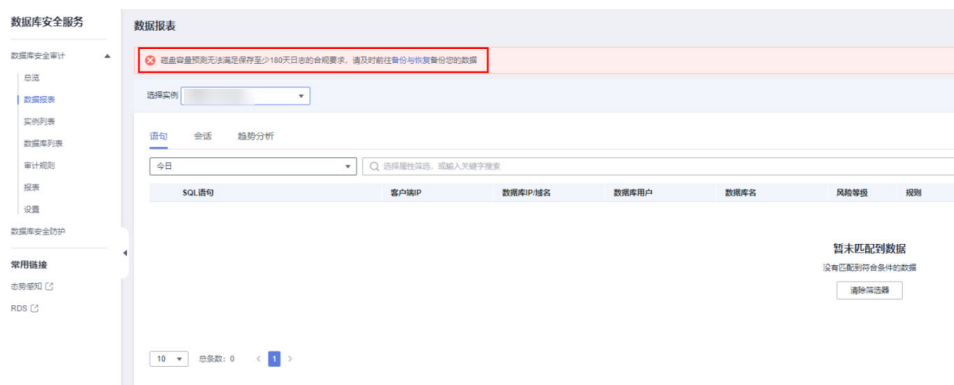 数据库安全服务
数据库安全审计
总览
数据报表
实例列表
数据库列表
审计规则
报表
设置
数据库安全防护
常用链接
态势感知
RDS
数据报表
磁盘容量预测无法满足保存至少180天日志的合规要求，请及时前往备份与恢复备份您的数据
选择实例
语句 会话 趋势分析
今日 选择属性筛选，或输入关键字搜索
SQL语句 客户端IP 数据库IP/域名 数据库用户 数据库名 风险等级 规则
暂未匹配到数据
没有匹配到符合条件的数据
清除筛选器
10 总条数：0 < 1 >